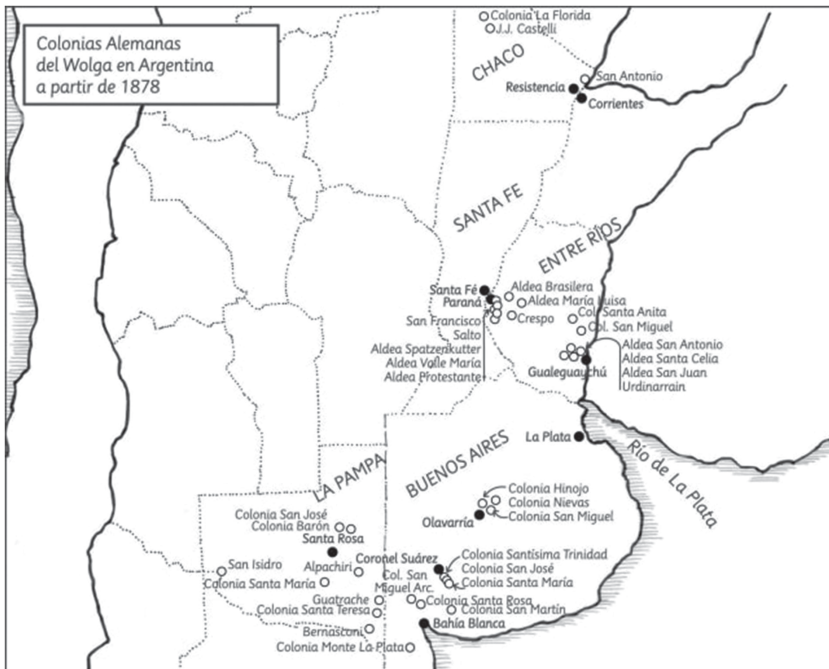 Colonias Alemanas
del Wolga en Argentina
a partir de 1878
Colonia La Florida
J.J. Castelli
CHACO
San Antonio
Resistencia
Corrientes
SANTA FE
ENTRE RÍOS
Santa Fé
Paraná
Aldea Brasilera
Aldea María Luisa
Crespo
Col. Santa Anita
Col. San Miguel
San Francisco
Salto
Aldea Spatzenkutter
Aldea Valle María
Aldea Protestante
Aldea San Antonio
Aldea Santa Celia
Aldea San Juan
Urdinarrain
Gualeguaychú
La Plata
Río de La Plata
LA PAMPA
BUENOS AIRES
Colonia Hinojo
Colonia Nievas
Colonia San Miguel
Olavarría
Colonia San José
Colonia Barón
Santa Rosa
San Isidro
Alpachiri
Colonia Santa María
Coronel Suárez
Colonia Santísima Trinidad
Colonia San José
Colonia Santa María
Col. San
Miguel Arc.
Guatrache
Colonia Santa Teresa
Colonia Santa Rosa
Colonia San Martín
Bernasconi
Bahía Blanca
Colonia Monte La Plata